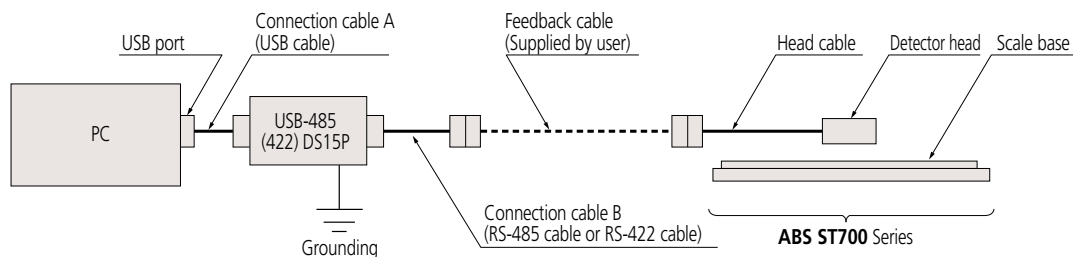 Connection cable A
(USB cable)
USB port
Feedback cable
(Supplied by user)
Head cable
Detector head
Scale base
PC
USB-485
(422) DS15P
Connection cable B
(RS-485 cable or RS-422 cable)
Grounding
ABS ST700 Series